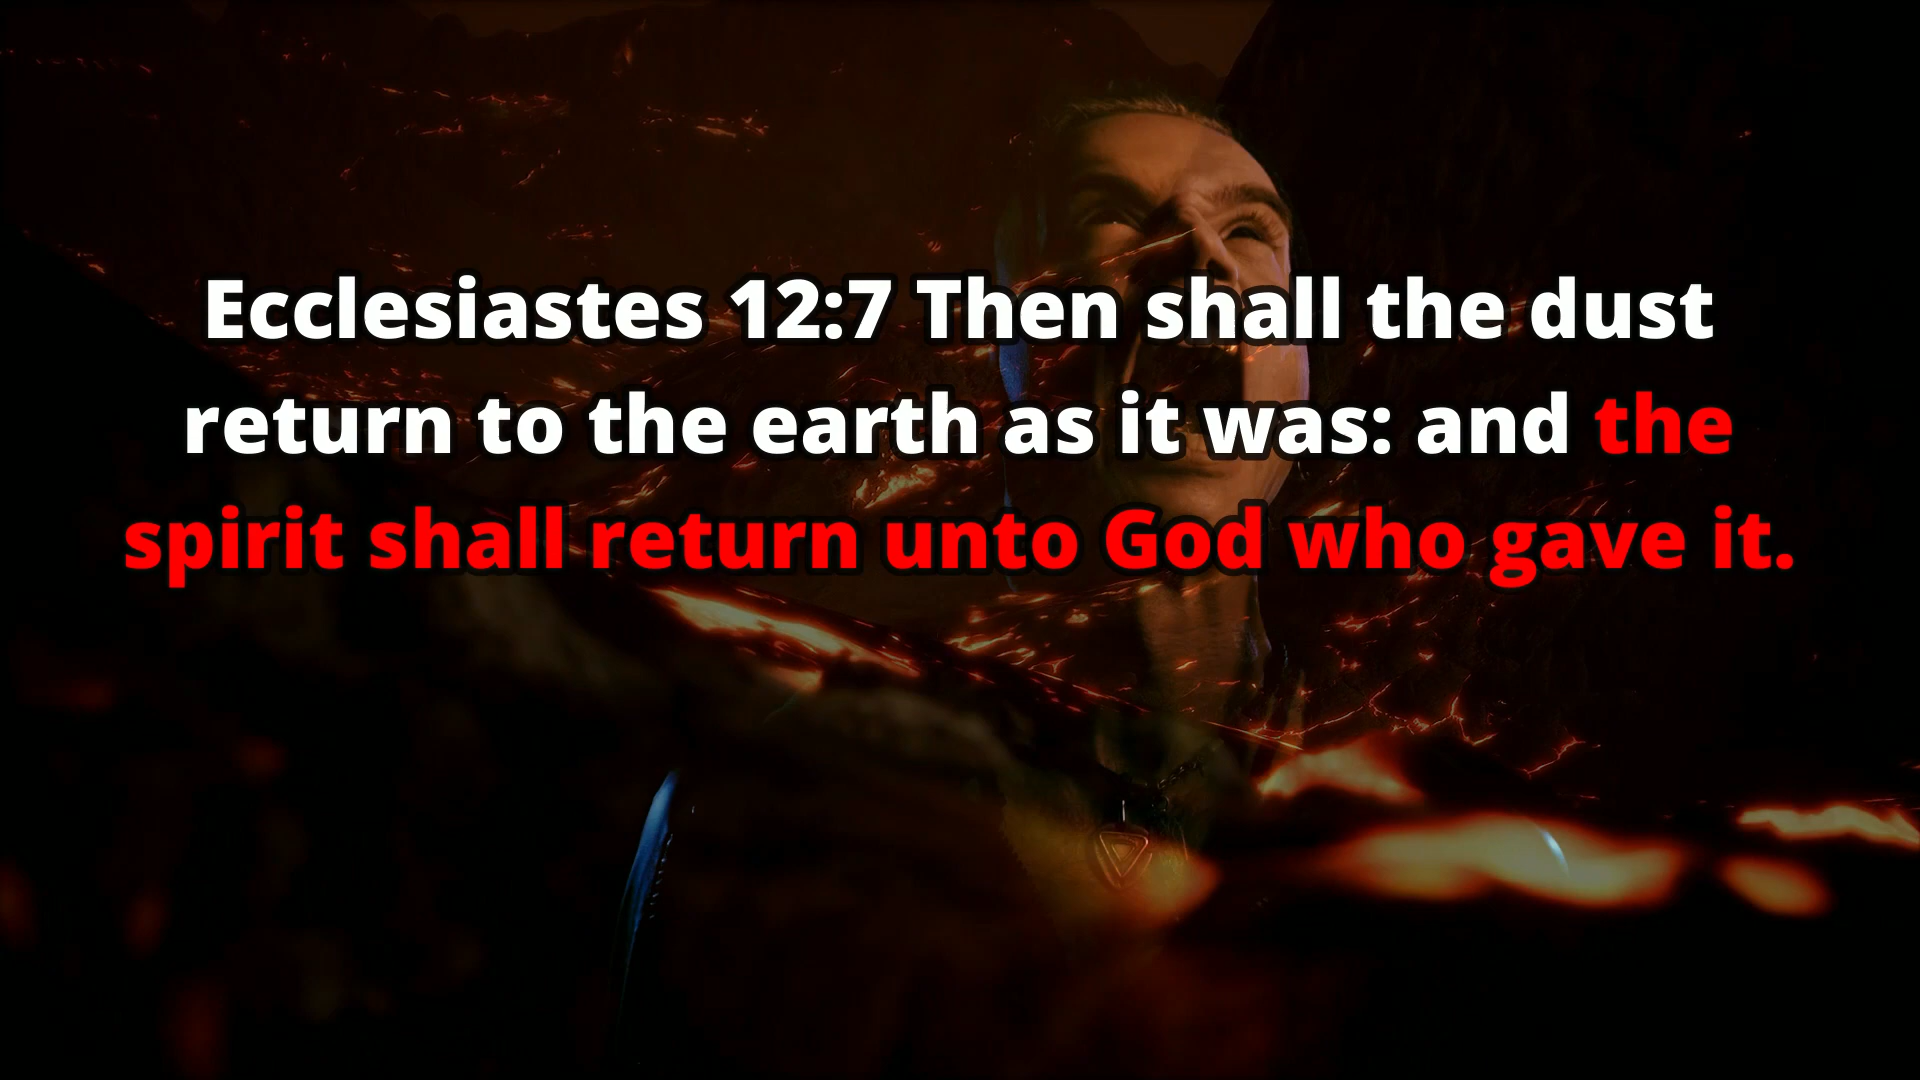 Ecclesiastes 12:7 Then shall the dust
return to the earth as it was: and the
spirit shall return unto God who gave it.